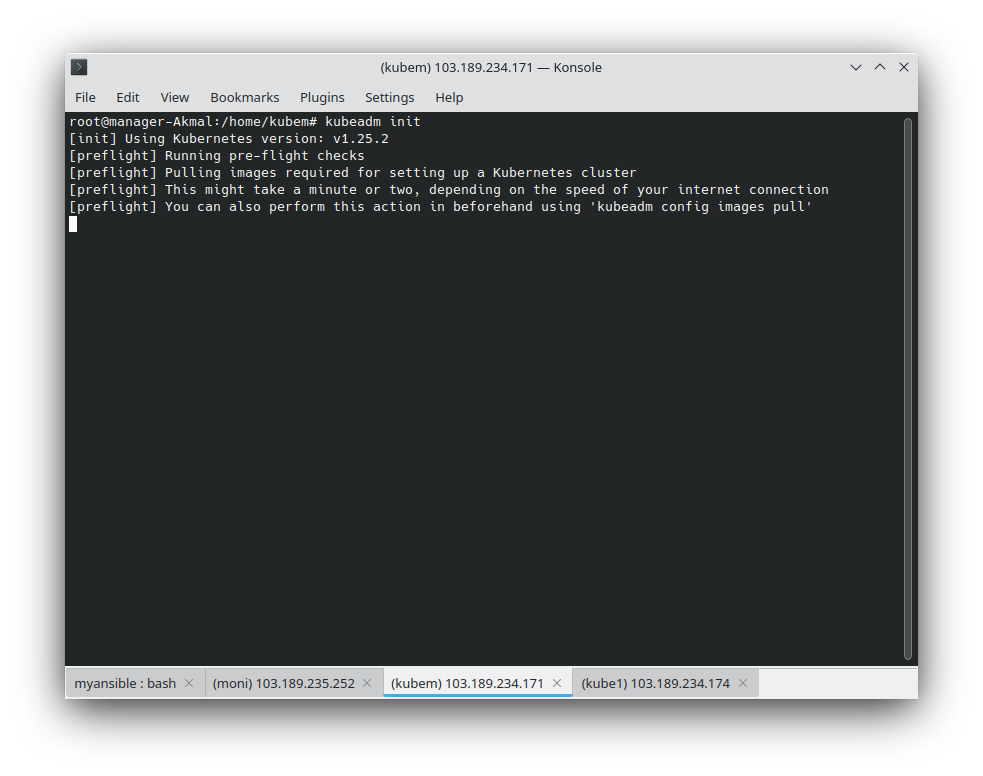 (kubem) 103.189.234.171 — Konsole
File Edit View Bookmarks Plugins Settings Help
root@manager-Akmal:/home/kubem# kubeadm init
[init] Using Kubernetes version: v1.25.2
[preflight] Running pre-flight checks
[preflight] Pulling images required for setting up a Kubernetes cluster
[preflight] This might take a minute or two, depending on the speed of your internet connection
[preflight] You can also perform this action in beforehand using 'kubeadm config images pull'
myansible : bash (moni) 103.189.235.252 (kubem) 103.189.234.171 (kube1) 103.189.234.174